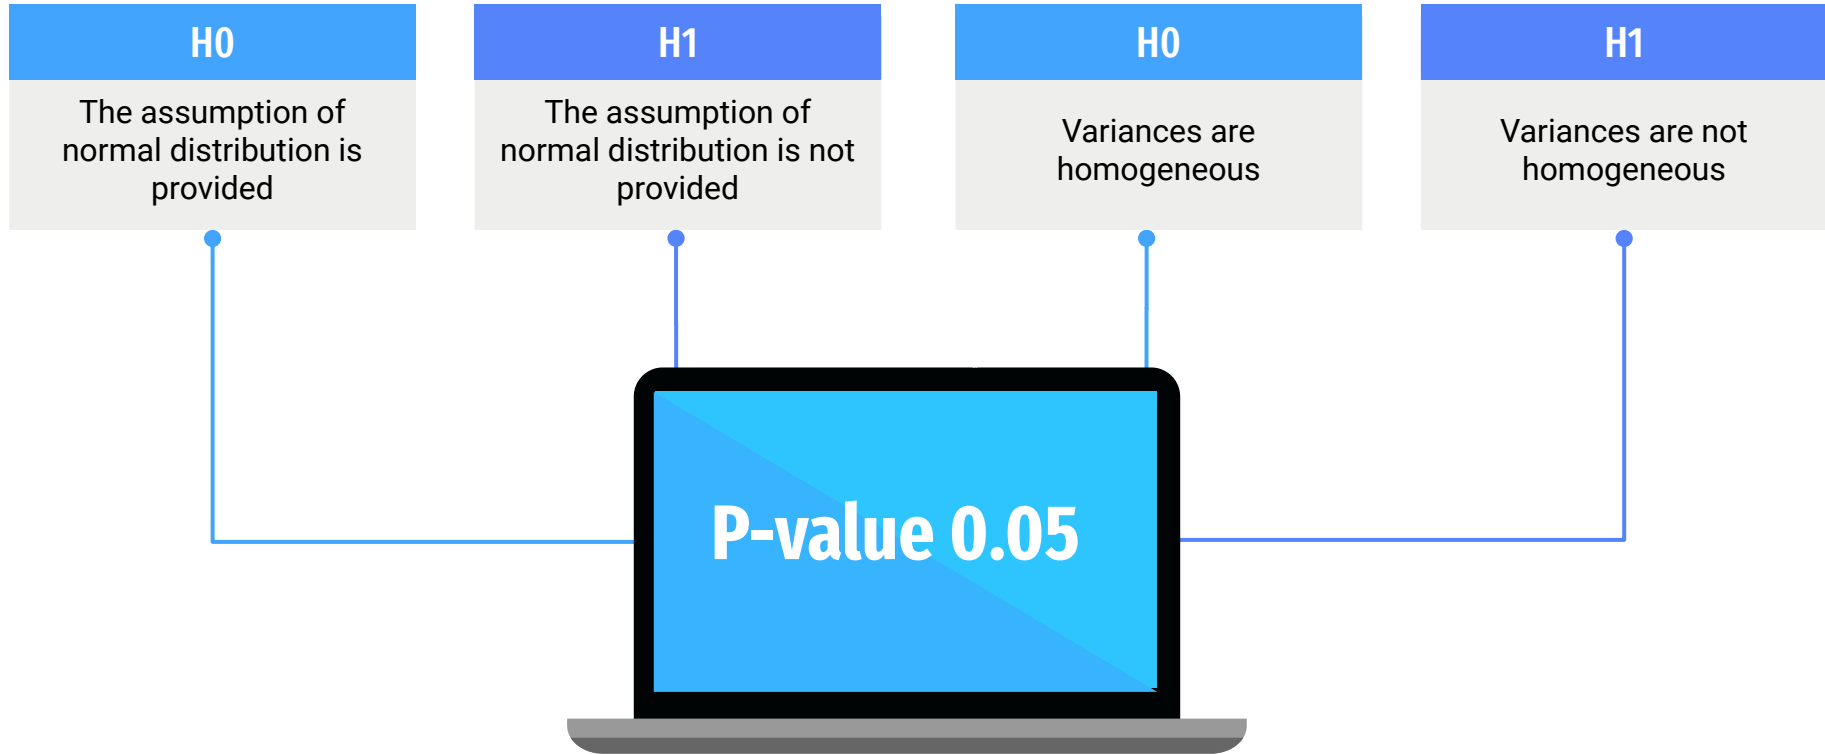 H0
The assumption of
normal distribution is
provided
H1
The assumption of
normal distribution is not
provided
H0
Variances are
homogeneous
H1
Variances are not
homogeneous
P-value 0.05